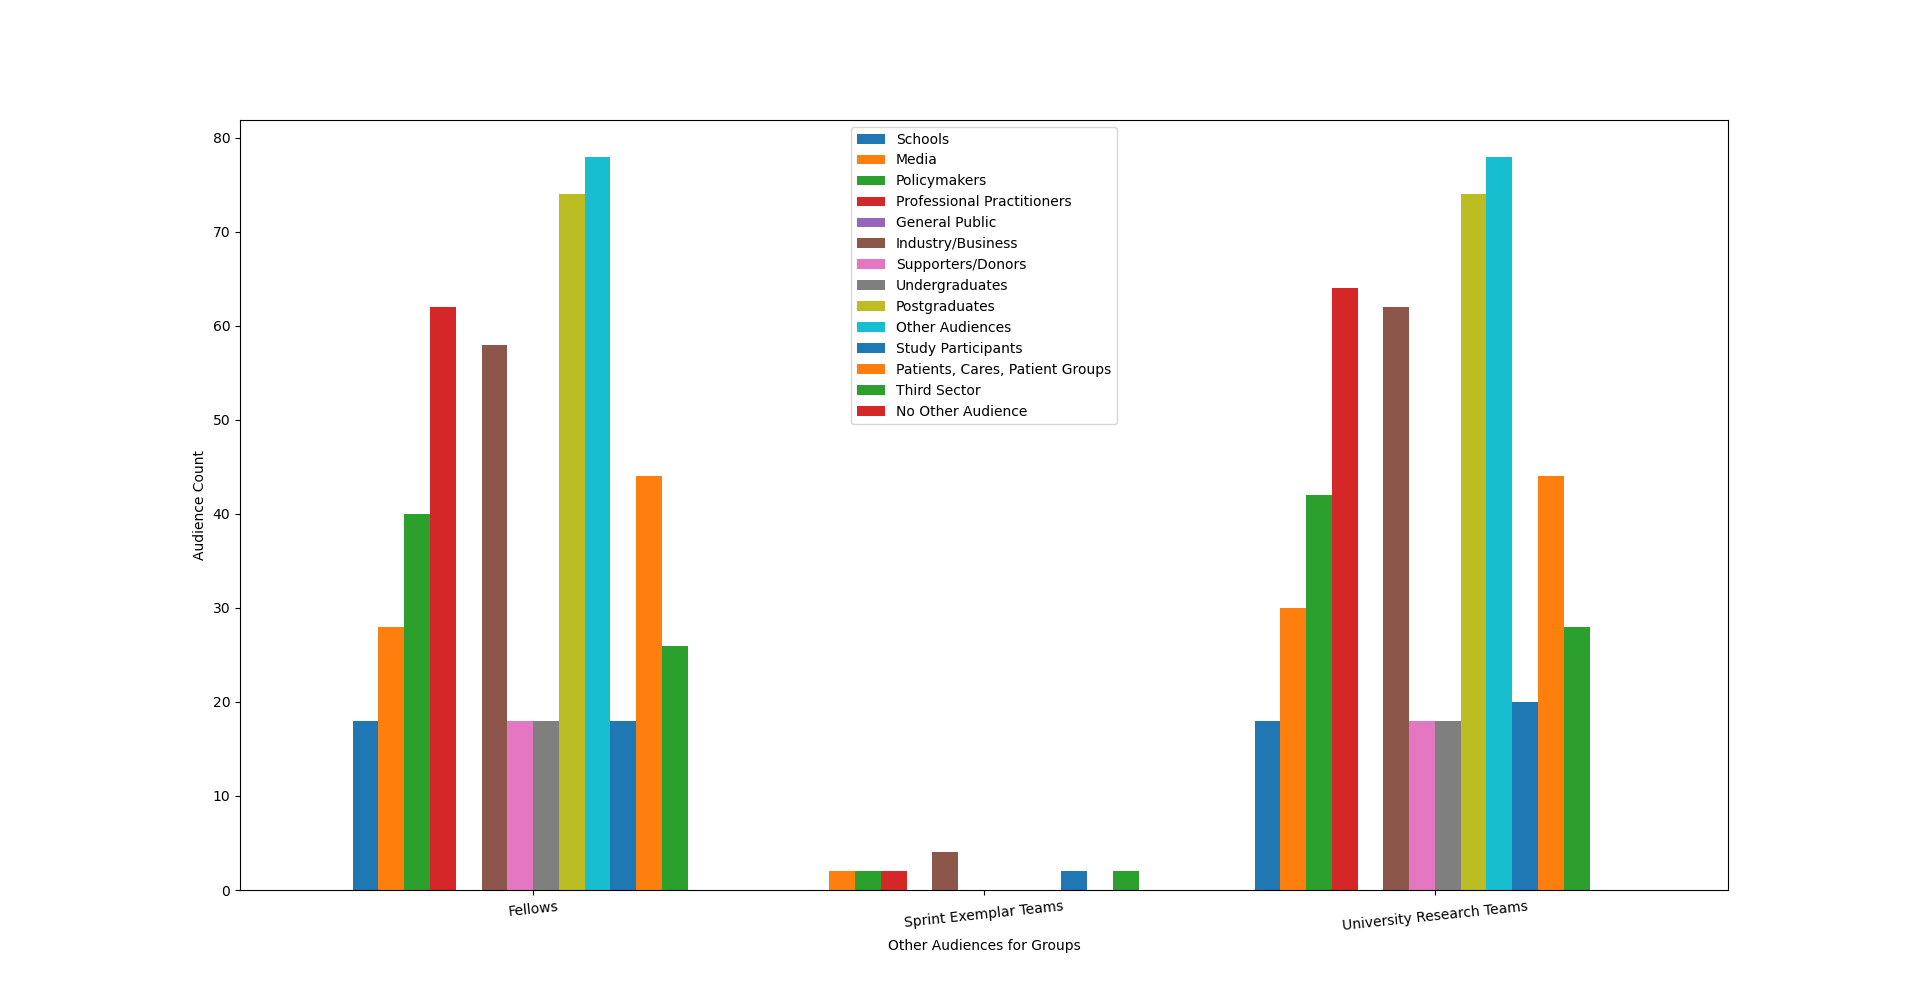 80
70
60
50
40
30
20
10
0
Audience Count
Schools
Media
Policymakers
Professional Practitioners
General Public
Industry/Business
Supporters/Donors
Undergraduates
Postgraduates
Other Audiences
Study Participants
Patients, Cares, Patient Groups
Third Sector
No Other Audience
Fellows
Sprint Exemplar Teams
University Research Teams
Other Audiences for Groups